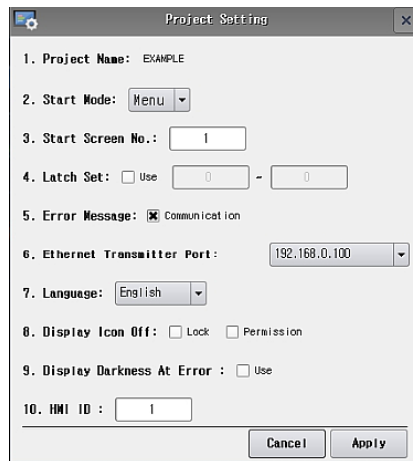 Project Setting
1. Project Name: EXAMPLE
2. Start Mode: Menu
3. Start Screen No.: 1
4. Latch Set: Use 0 - 0
5. Error Message: Communication
6. Ethernet Transmitter Port: 192.168.0.100
7. Language: English
8. Display Icon Off: Lock Permission
9. Display Darkness At Error : Use
10. HMI ID : 1
Cancel Apply